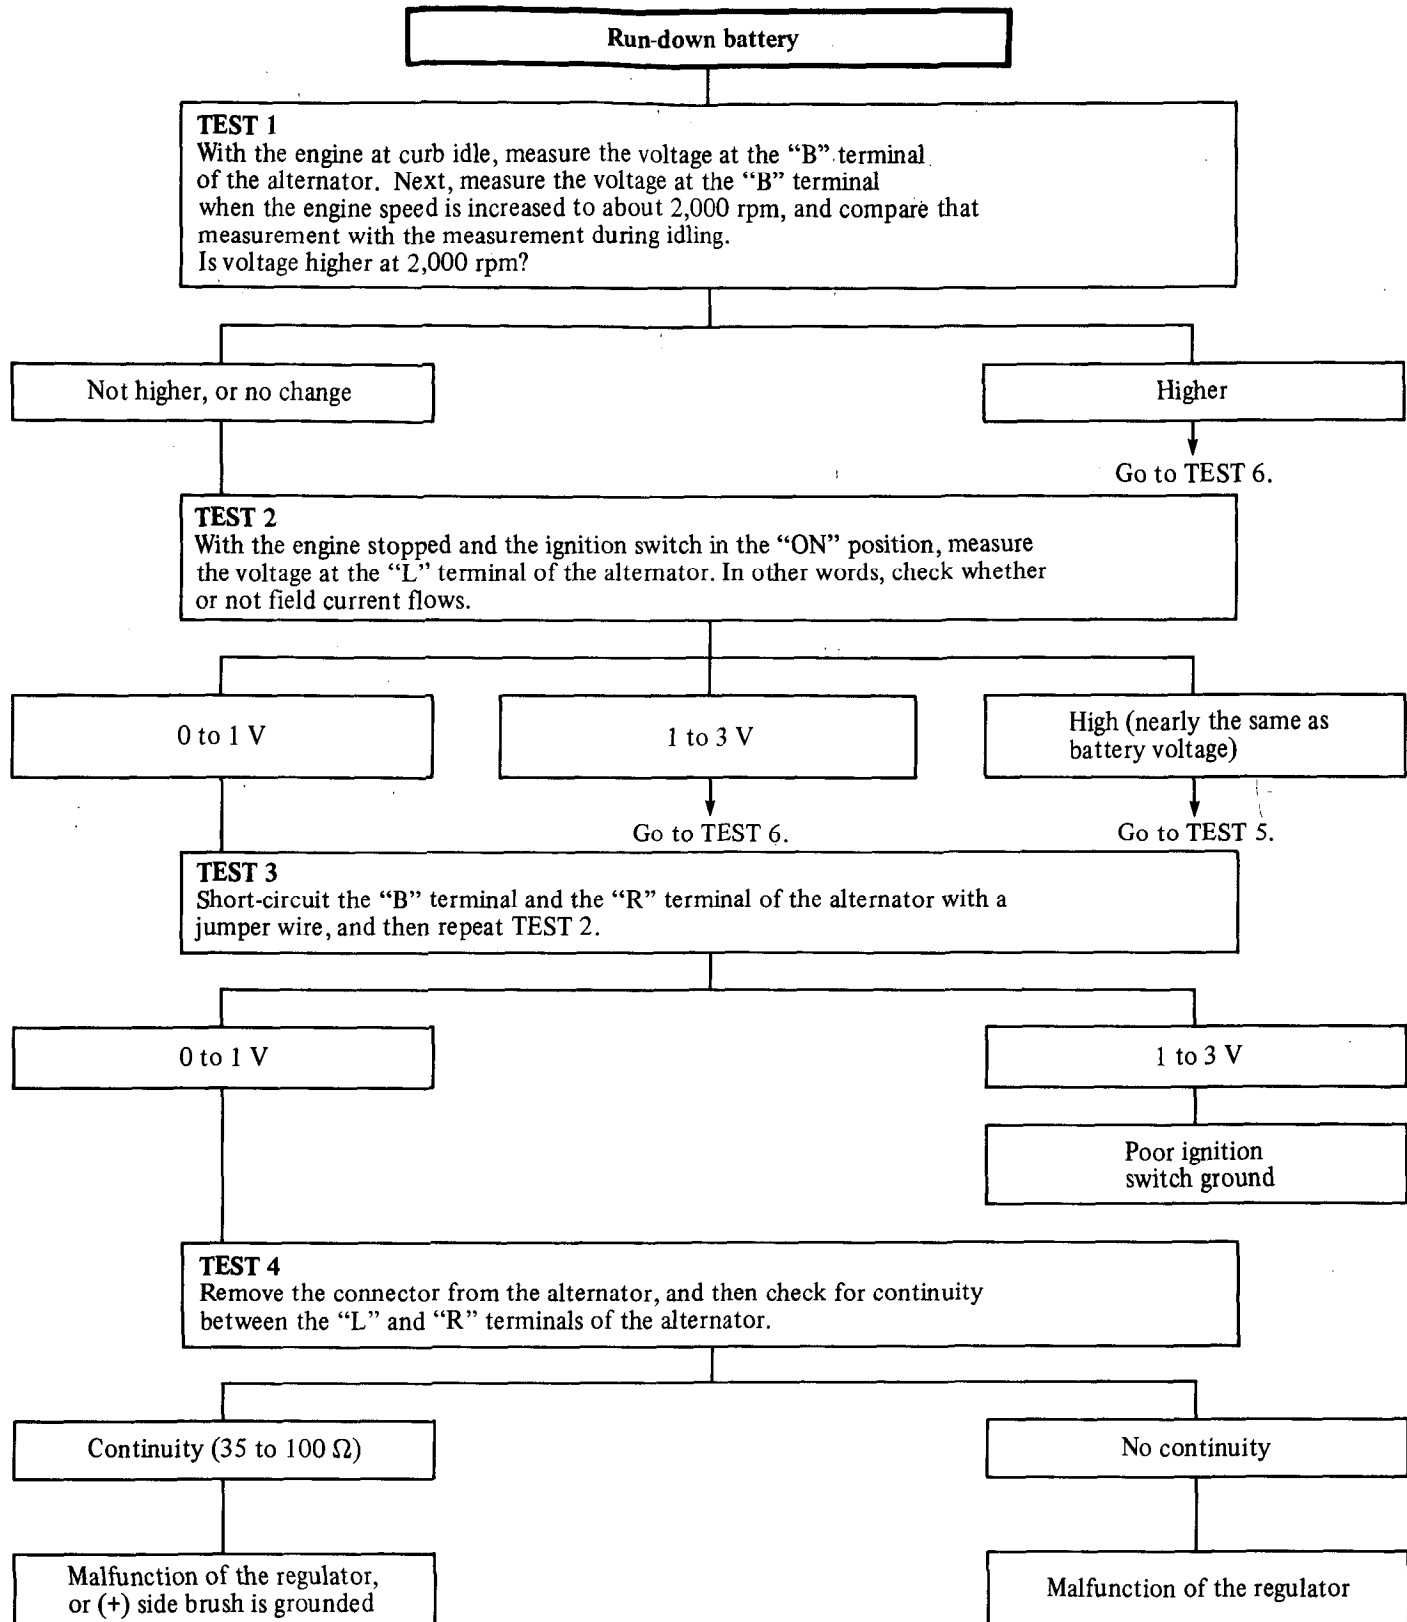 Run-down battery
TEST 1
With the engine at curb idle, measure the voltage at the “B” terminal
of the alternator. Next, measure the voltage at the “B” terminal
when the engine speed is increased to about 2,000 rpm, and compare that
measurement with the measurement during idling.
Is voltage higher at 2,000 rpm?
Not higher, or no change
Higher
Go to TEST 6.
TEST 2
With the engine stopped and the ignition switch in the “ON” position, measure
the voltage at the “L” terminal of the alternator. In other words, check whether
or not field current flows.
0 to 1 V
1 to 3 V
High (nearly the same as
battery voltage)
Go to TEST 6.
Go to TEST 5.
TEST 3
Short-circuit the “B” terminal and the “R” terminal of the alternator with a
jumper wire, and then repeat TEST 2.
0 to 1 V
1 to 3 V
Poor ignition
switch ground
TEST 4
Remove the connector from the alternator, and then check for continuity
between the “L” and “R” terminals of the alternator.
Continuity (35 to 100 Ω)
No continuity
Malfunction of the regulator,
or (+) side brush is grounded
Malfunction of the regulator